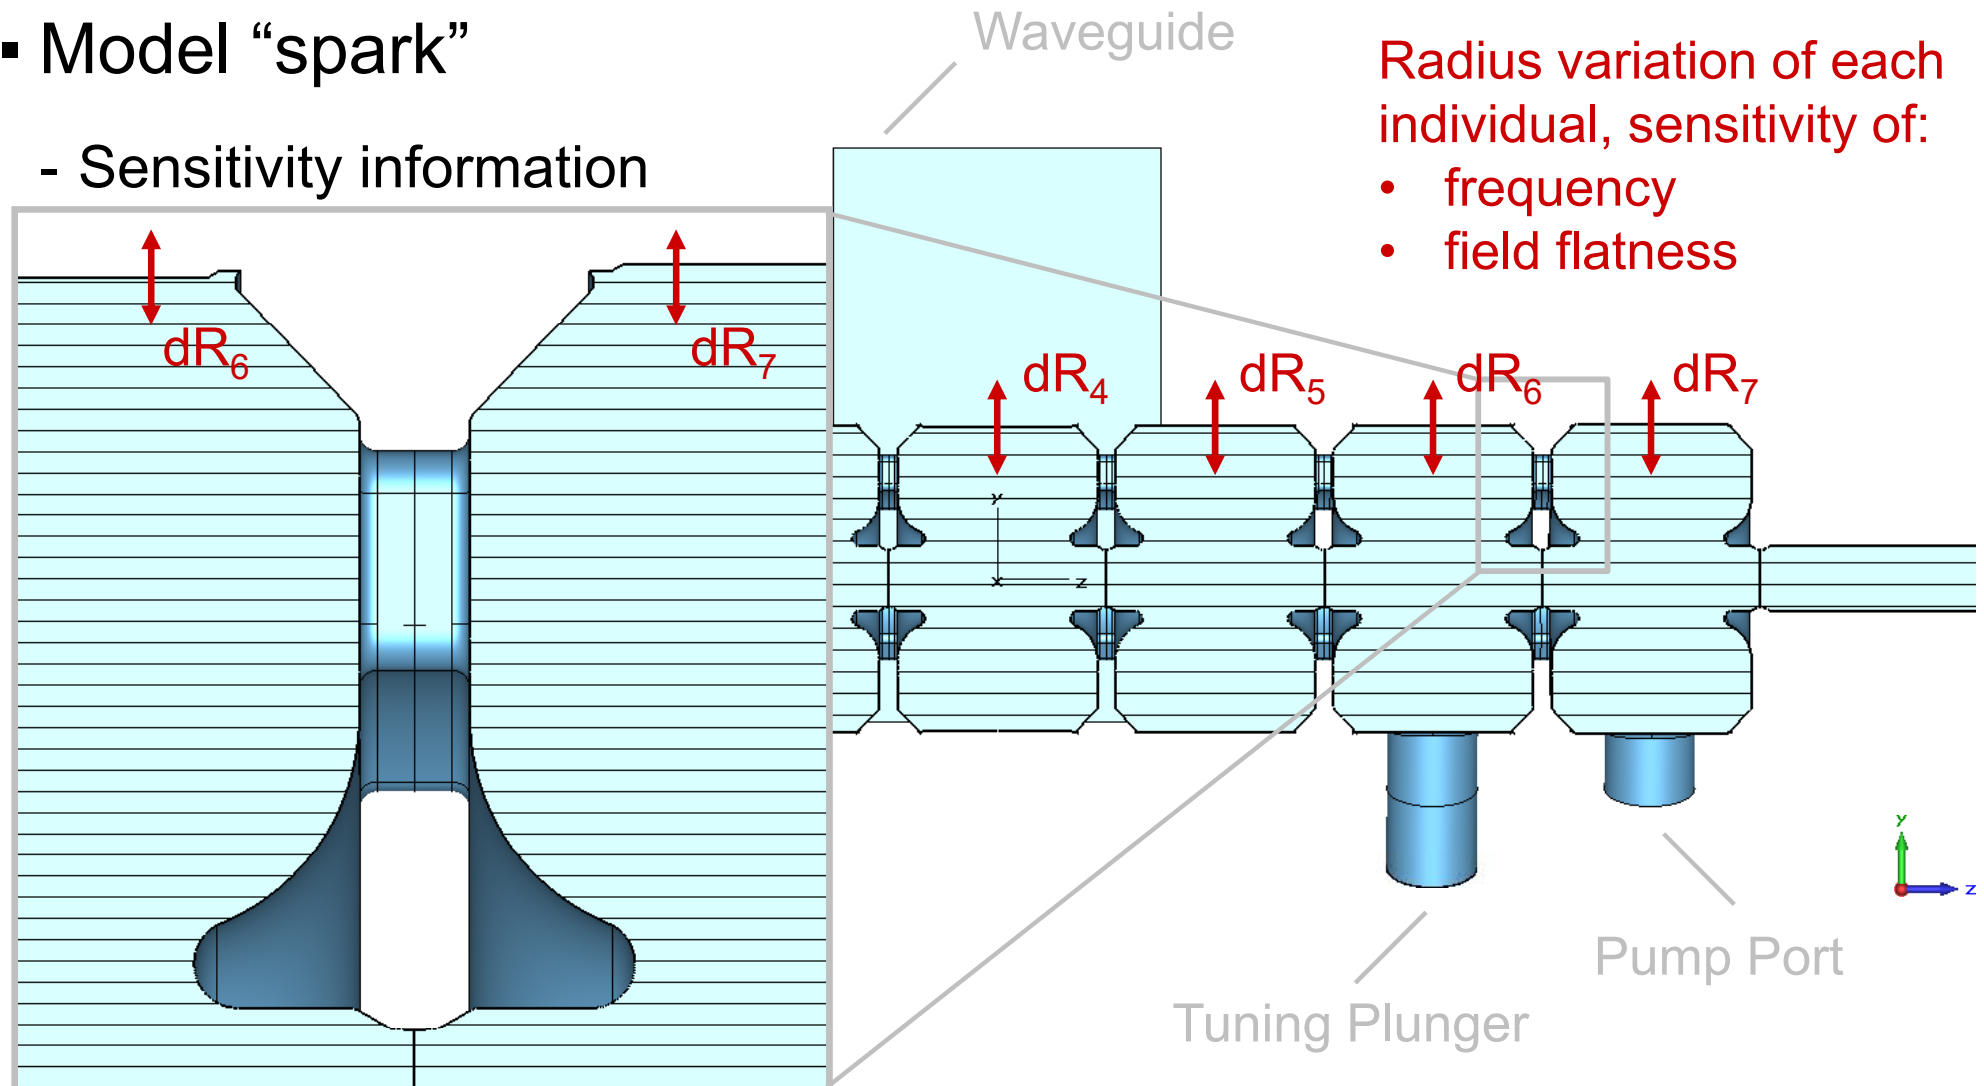 ▪ Model “spark”
- Sensitivity information
Waveguide
Radius variation of each
individual, sensitivity of:
• frequency
• field flatness
dR6
dR7
dR4
dR5
dR6
dR7
Y
X
Z
Y
Z
Pump Port
Tuning Plunger